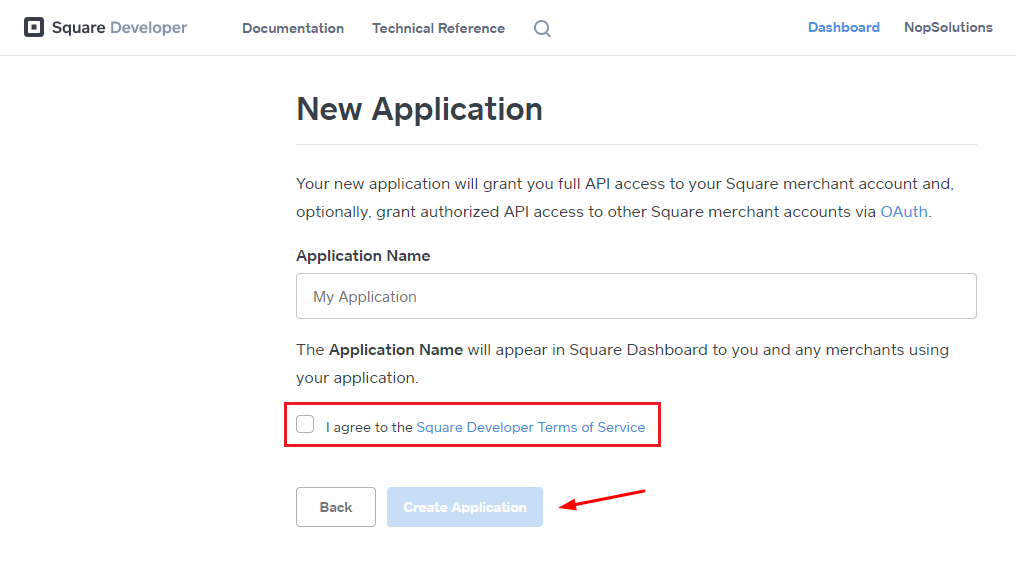 Square Developer Documentation Technical Reference Dashboard NopSolutions
New Application
Your new application will grant you full API access to your Square merchant account and,
optionally, grant authorized API access to other Square merchant accounts via OAuth.
Application Name
My Application
The Application Name will appear in Square Dashboard to you and any merchants using
your application.
I agree to the Square Developer Terms of Service
Back Create Application